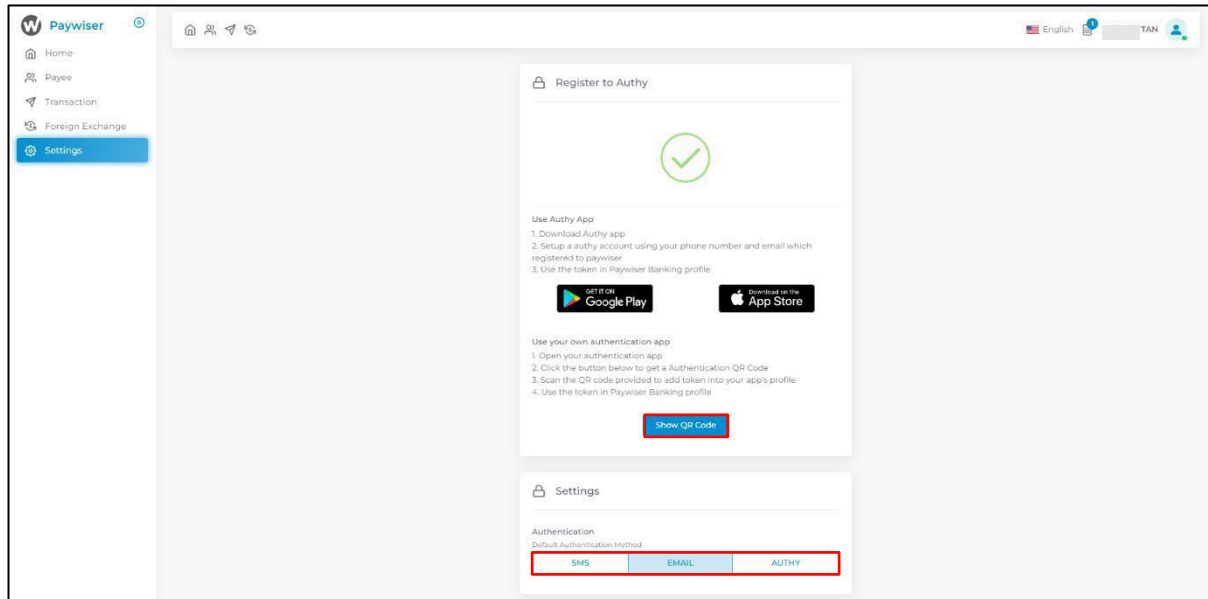 W Paywiser
Home
Payee
Transaction
Foreign Exchange
Settings
English 1 TAN
Register to Authy
Use Authy App
1. Download Authy app
2. Setup a authy account using your phone number and email which
registered to paywiser
3. Use the token in Paywiser Banking profile
GET IT ON
Google Play
Download on the
App Store
Use your own authentication app
1. Open your authentication app
2. Click the button below to get a Authentication QR Code
3. Scan the QR code provided to add token into your app's profile
4. Use the token in Paywiser Banking profile
Show QR Code
Settings
Authentication
Default Authentication Method
SMS EMAIL AUTHY